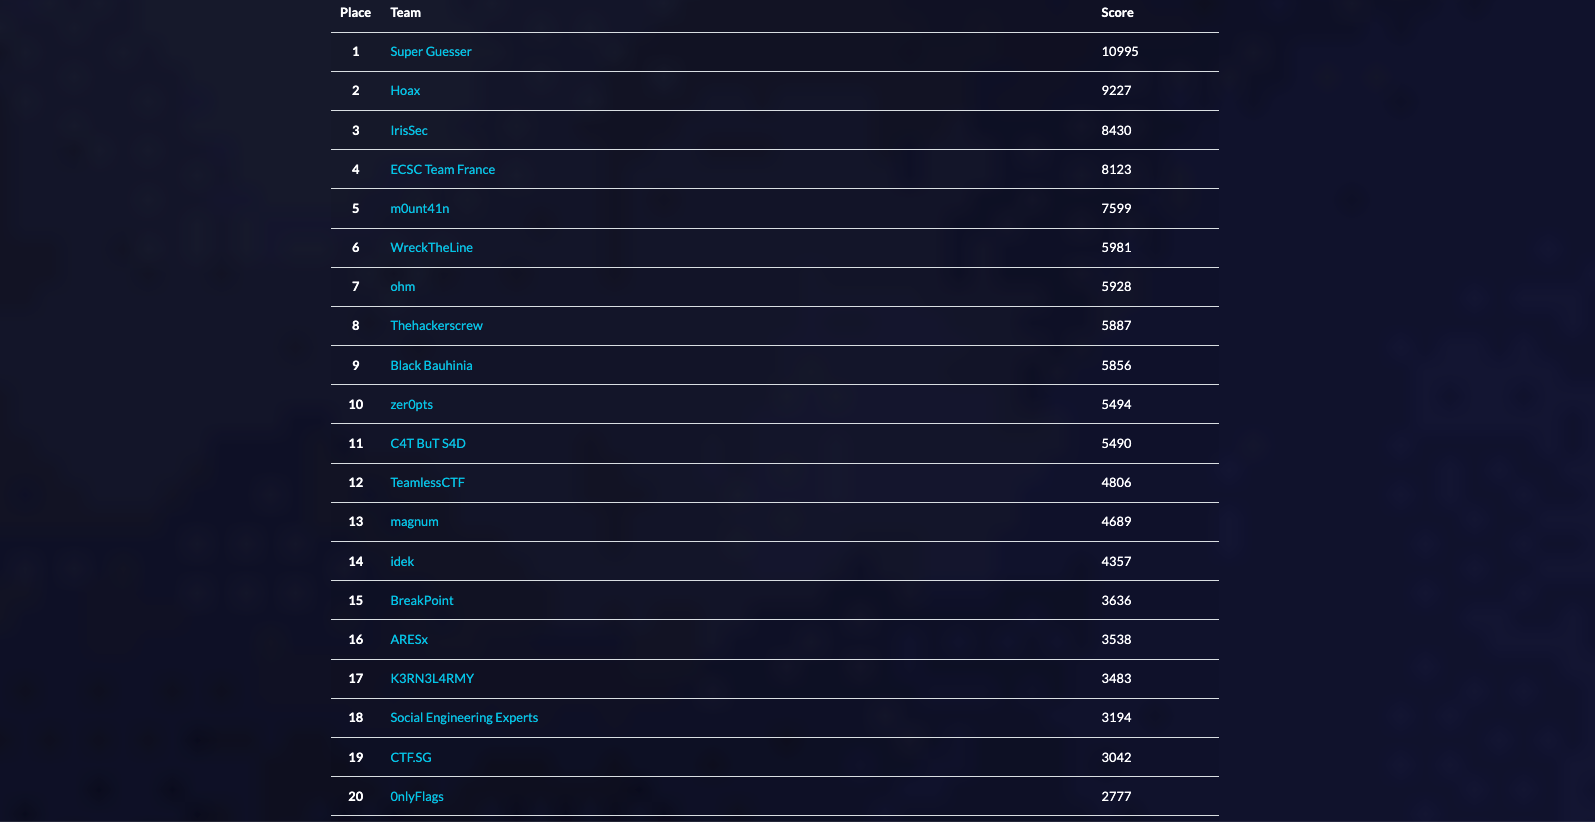 Place Team Score
1 Super Guesser 10995
2 Hoax 9227
3 IrisSec 8430
4 ECSC Team France 8123
5 m0unt41n 7599
6 WreckTheLine 5981
7 ohm 5928
8 Thehackerscrew 5887
9 Black Bauhinia 5856
10 zer0pts 5494
11 C4T BuT S4D 5490
12 TeamlessCTF 4806
13 magnum 4689
14 idek 4357
15 BreakPoint 3636
16 ARESx 3538
17 K3RN3L4RMY 3483
18 Social Engineering Experts 3194
19 CTF.SG 3042
20 0nlyFlags 2777